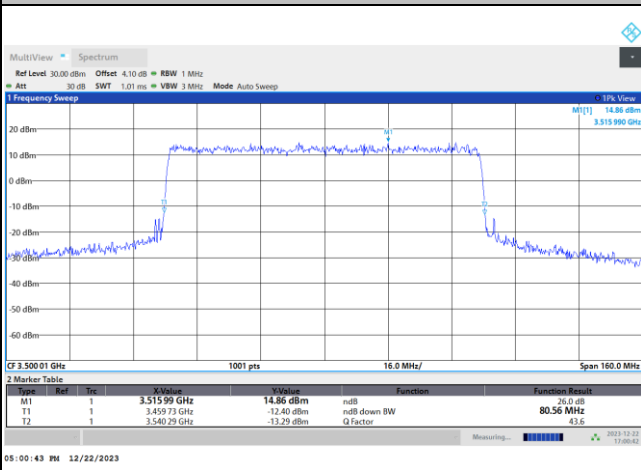 MultiView Spectrum
Ref Level 30.00 dBm Offset 4.10 dB RBW 1 MHz
Att 30 dB SWT 1.01 ms VBW 3 MHz Mode Auto Sweep
1 Frequency Sweep 1Pk View
M1[1] 14.86 dBm
3.515 990 GHz
M1
20 dBm
10 dBm
0 dBm
-10 dBm
-20 dBm
-30 dBm
-40 dBm
-50 dBm
-60 dBm
CF 3.500 01 GHz 1001 pts 16.0 MHz/ Span 160.0 MHz
2 Marker Table
Type Ref Trc X-Value Y-Value Function Function Result
M1 1 3.515 99 GHz 14.86 dBm ndB 26.0 dB
T1 1 3.459 73 GHz -12.40 dBm ndB down BW 80.56 MHz
T2 1 3.540 29 GHz -13.29 dBm Q Factor 43.6
Measuring... 2023-12-22
17:00:42
05:00:43 PM 12/22/2023